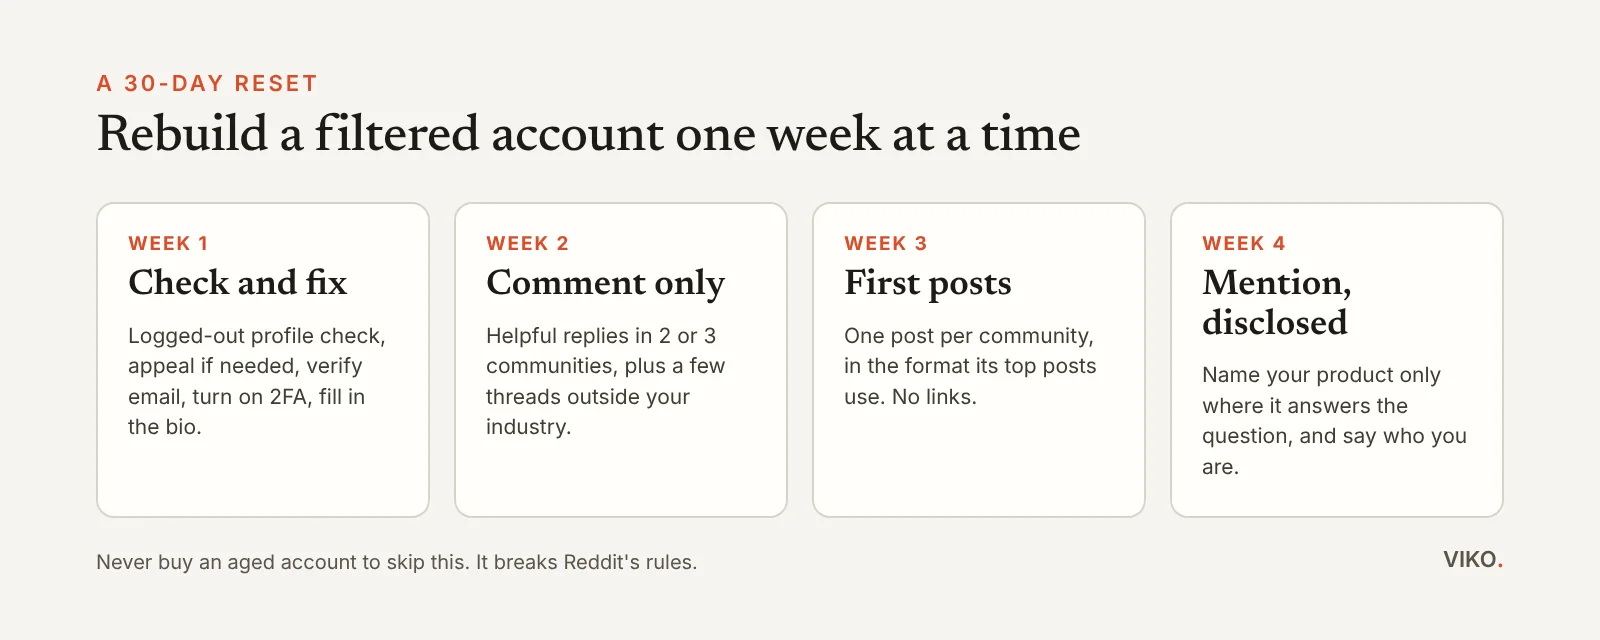 A 30-DAY RESET
Rebuild a filtered account one week at a time
WEEK 1
Check and fix
Logged-out profile check,
appeal if needed, verify
email, turn on 2FA, fill in
the bio.
WEEK 2
Comment only
Helpful replies in 2 or 3
communities, plus a few
threads outside your
industry.
WEEK 3
First posts
One post per community,
in the format its top posts
use. No links.
WEEK 4
Mention,
disclosed
Name your product only
where it answers the
question, and say who you
are.
Never buy an aged account to skip this. It breaks Reddit's rules.
VIKO.